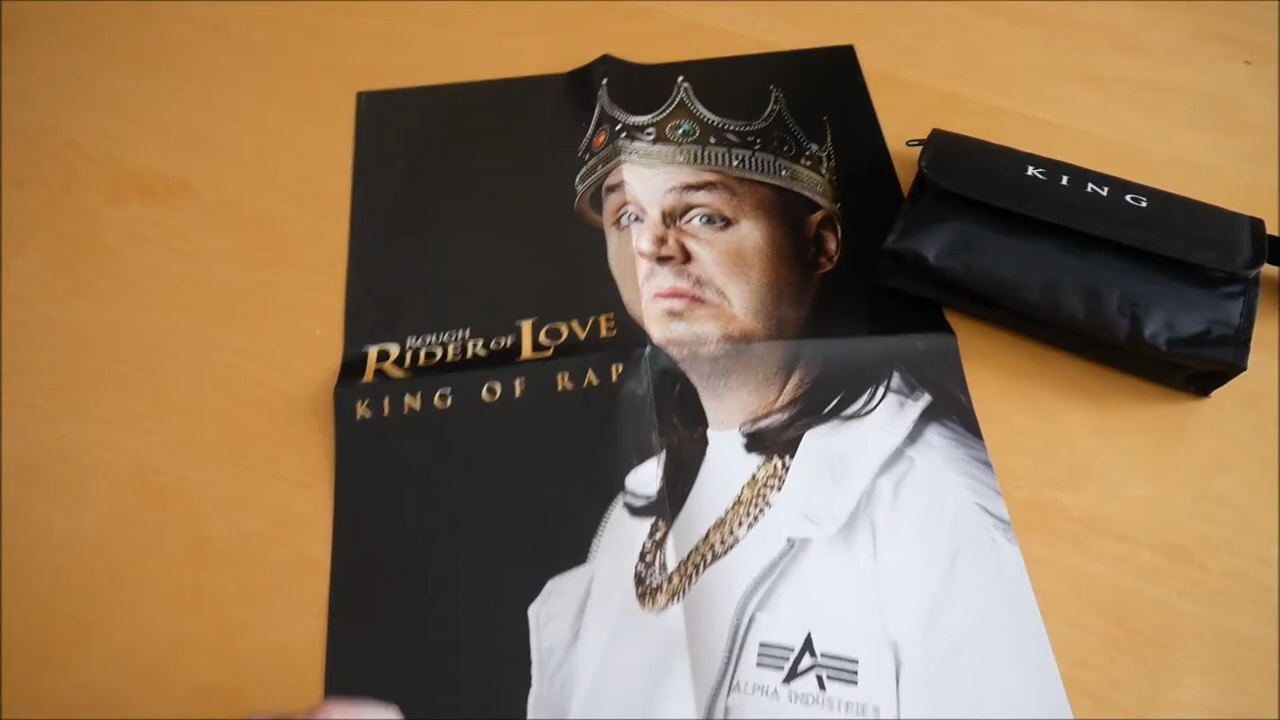 ROUGH
RIDER OF LOVE
KING OF RAP
KING
ALPHA INDUSTRIES